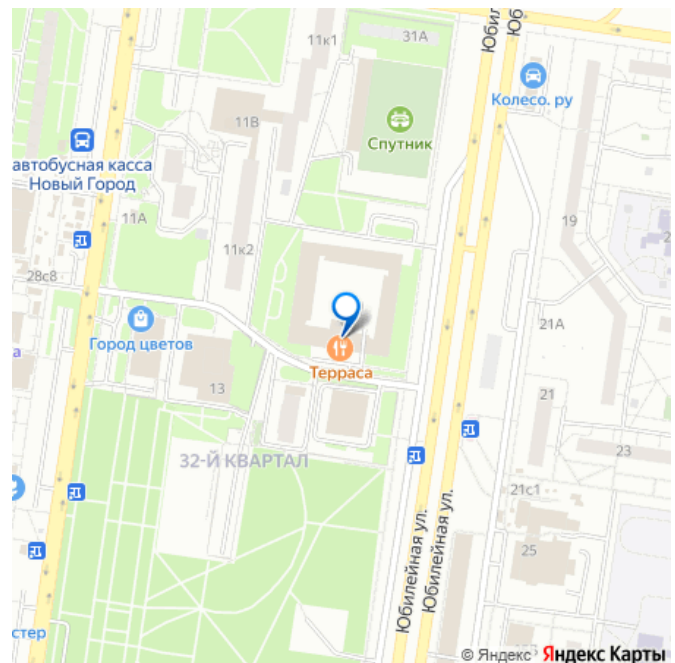 11к1
31А
Юбилейная ул.
Колесо. ру
Спутник
11В
автобусная касса
Новый Город
11А
19
11к2
28с8
21А
Город цветов
Терраса
13
21
32-Й КВАРТАЛ
23
21с1
25
Юбилейная ул.
стер
© Яндекс Яндекс Карты